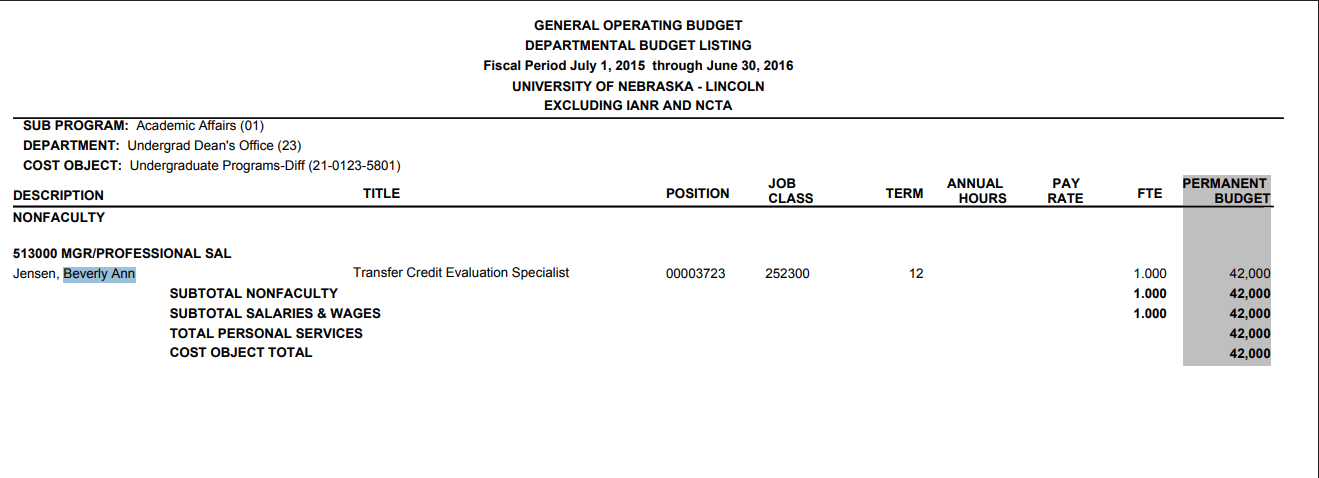 GENERAL OPERATING BUDGET
DEPARTMENTAL BUDGET LISTING
Fiscal Period July 1, 2015 through June 30, 2016
UNIVERSITY OF NEBRASKA - LINCOLN
EXCLUDING IANR AND NCTA
SUB PROGRAM: Academic Affairs (01)
DEPARTMENT: Undergrad Dean's Office (23)
COST OBJECT: Undergraduate Programs-Diff (21-0123-5801)
DESCRIPTION TITLE POSITION JOB CLASS TERM ANNUAL HOURS PAY RATE FTE PERMANENT BUDGET
NONFACULTY
513000 MGR/PROFESSIONAL SAL
Jensen, Beverly Ann Transfer Credit Evaluation Specialist 00003723 252300 12 1.000 42,000
SUBTOTAL NONFACULTY 1.000 42,000
SUBTOTAL SALARIES & WAGES 1.000 42,000
TOTAL PERSONAL SERVICES 42,000
COST OBJECT TOTAL 42,000